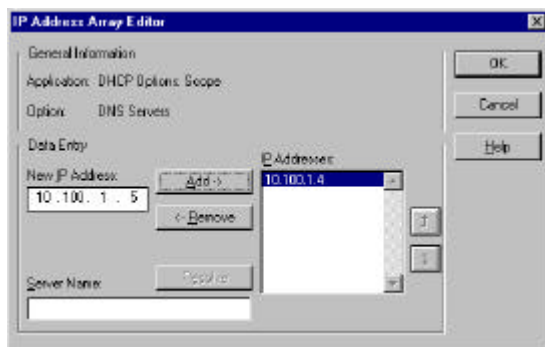 IP Address Array Editor
General Information
Application: DHCP Options: Scope
Option: DNS Servers
OK
Cancel
Help
Data Entry
New IP Address:
10 .100. 1 . 5
Add ->
<- Remove
IP Addresses:
10.100.1.4
Resolve
Server Name: